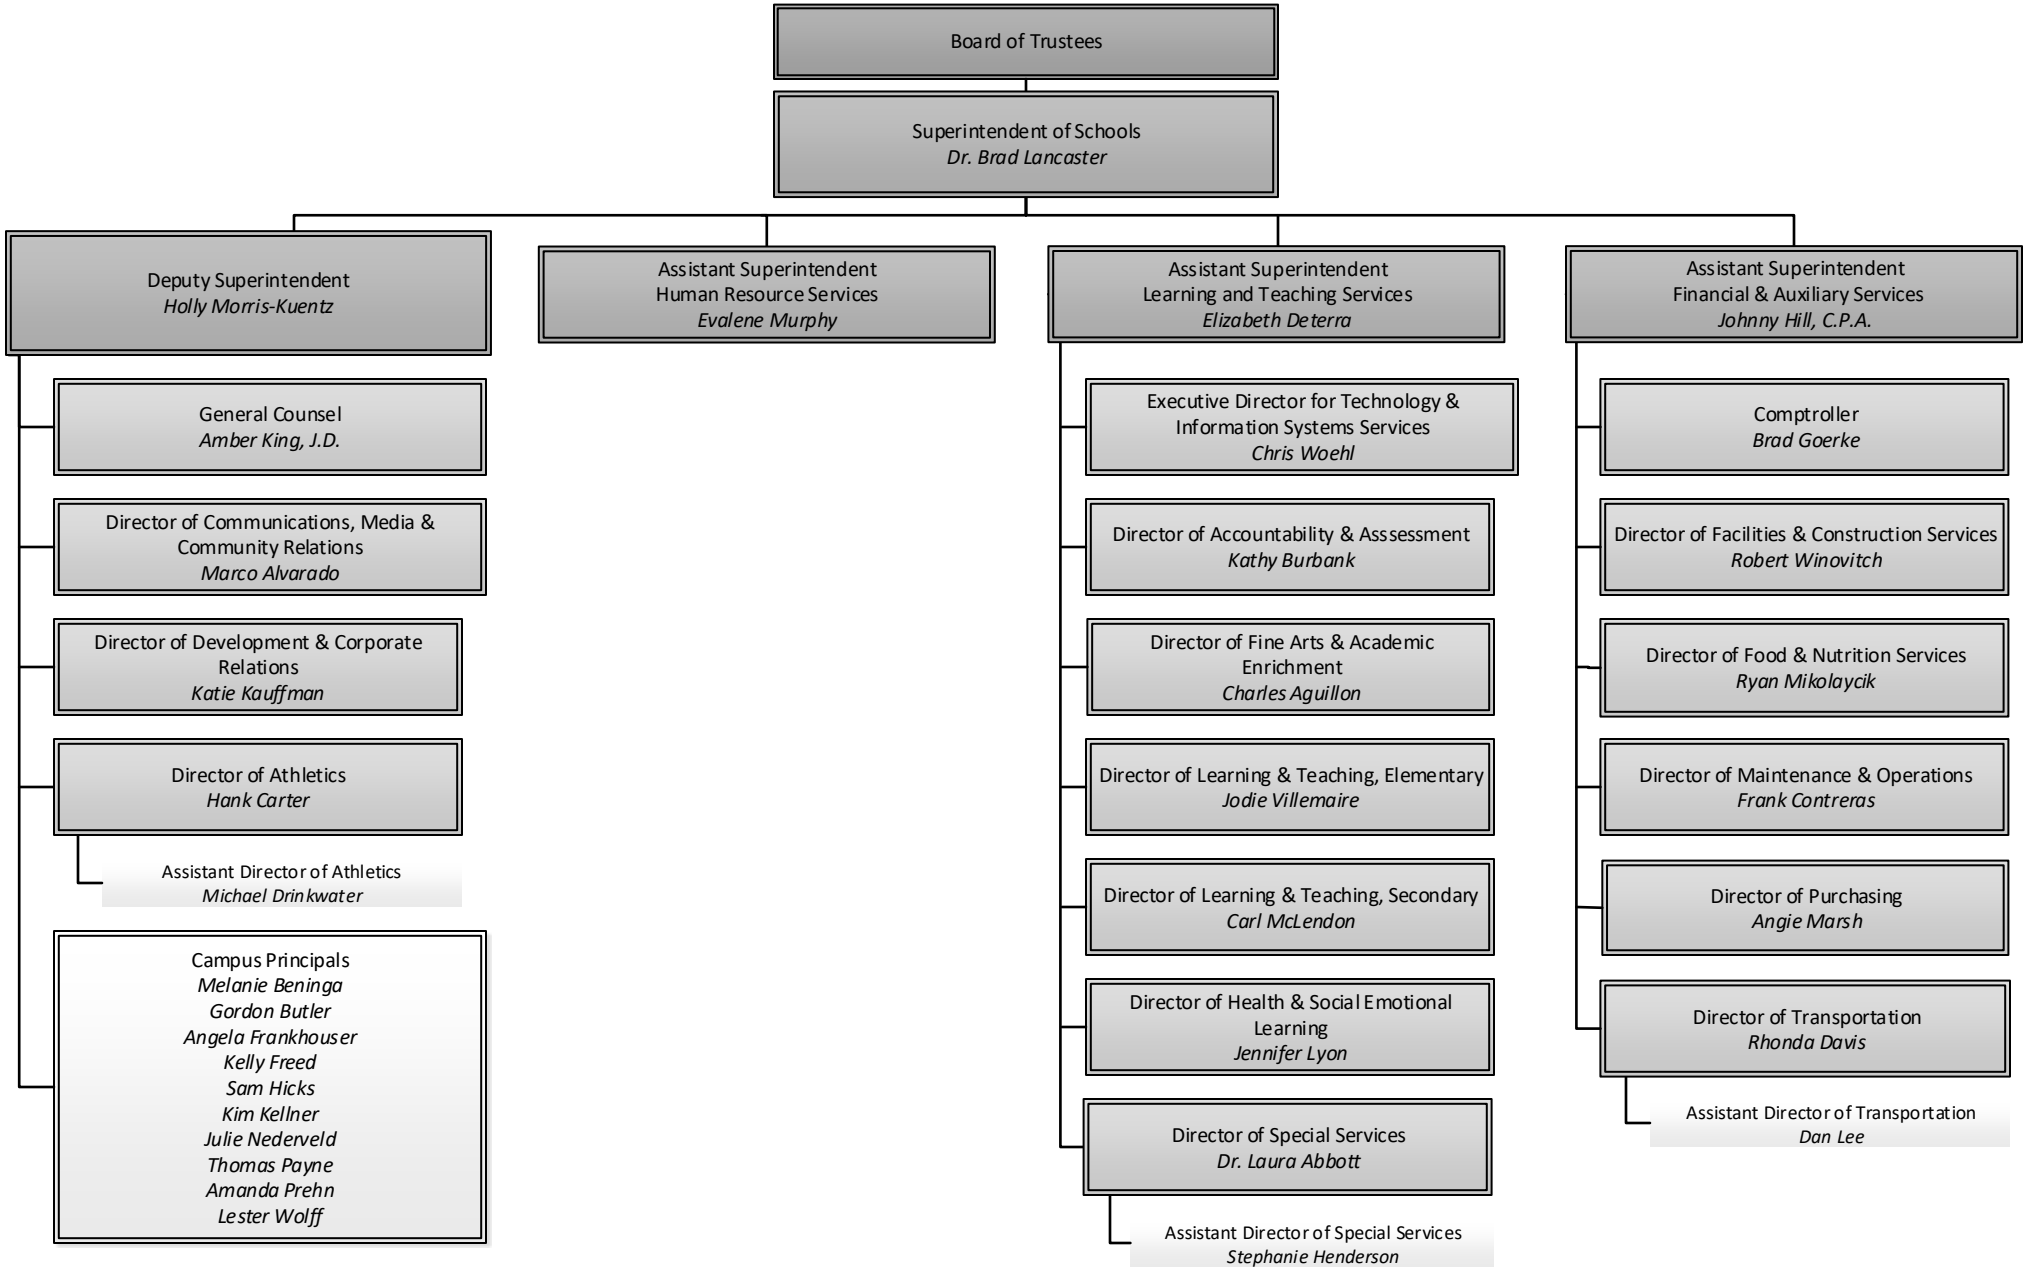 Board of Trustees
Superintendent of Schools
Dr. Brad Lancaster
Deputy Superintendent
Holly Morris-Kuentz
Assistant Superintendent
Human Resource Services
Evalene Murphy
Assistant Superintendent
Learning and Teaching Services
Elizabeth Deterra
Assistant Superintendent
Financial & Auxiliary Services
Johnny Hill, C.P.A.
General Counsel
Amber King, J.D.
Director of Communications, Media &
Community Relations
Marco Alvarado
Director of Development & Corporate
Relations
Katie Kauffman
Director of Athletics
Hank Carter
Assistant Director of Athletics
Michael Drinkwater
Campus Principals
Melanie Beninga
Gordon Butler
Angela Frankhouser
Kelly Freed
Sam Hicks
Kim Kellner
Julie Nederveld
Thomas Payne
Amanda Prehn
Lester Wolff
Executive Director for Technology &
Information Systems Services
Chris Woehl
Director of Accountability & Asssessment
Kathy Burbank
Director of Fine Arts & Academic
Enrichment
Charles Aguillon
Director of Learning & Teaching, Elementary
Jodie Villemaire
Director of Learning & Teaching, Secondary
Carl McLendon
Director of Health & Social Emotional
Learning
Jennifer Lyon
Director of Special Services
Dr. Laura Abbott
Assistant Director of Special Services
Stephanie Henderson
Comptroller
Brad Goerke
Director of Facilities & Construction Services
Robert Winovitch
Director of Food & Nutrition Services
Ryan Mikolaycik
Director of Maintenance & Operations
Frank Contreras
Director of Purchasing
Angie Marsh
Director of Transportation
Rhonda Davis
Assistant Director of Transportation
Dan Lee